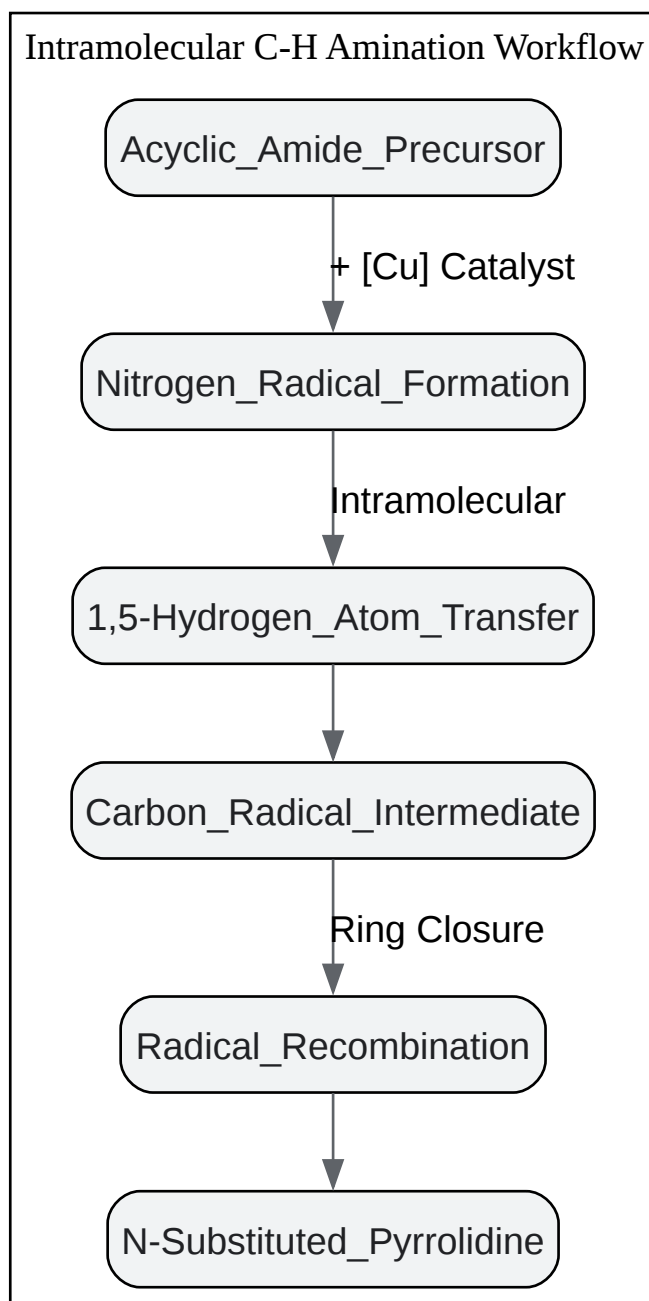 Intramolecular C-H Amination Workflow
Acyclic_Amide_Precursor
+ [Cu] Catalyst
Nitrogen_Radical_Formation
Intramolecular
1,5-Hydrogen_Atom_Transfer
Carbon_Radical_Intermediate
Ring Closure
Radical_Recombination
N-Substituted_Pyrrolidine